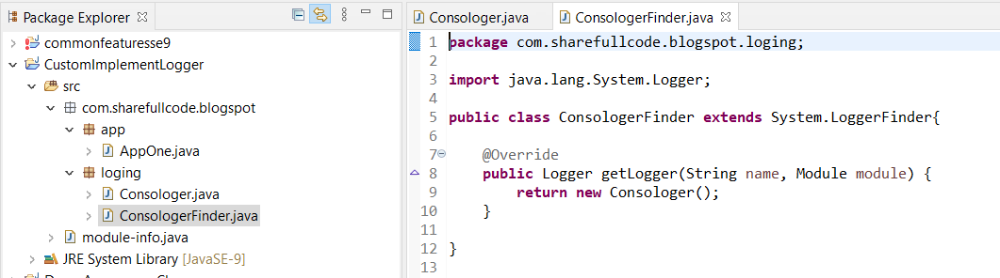 Package Explorer
commonfeaturesse9
CustomImplementLogger
src
com.sharefullcode.blogspot
app
AppOne.java
loging
Consologer.java
ConsologerFinder.java
module-info.java
JRE System Library [JavaSE-9]
Consologer.java
ConsologerFinder.java
1 package com.sharefullcode.blogspot.loging;
2
3 import java.lang.System.Logger;
4
5 public class ConsologerFinder extends System.LoggerFinder{
6
7 @Override
8 public Logger getLogger(String name, Module module) {
9 return new Consologer();
10 }
11
12 }
13